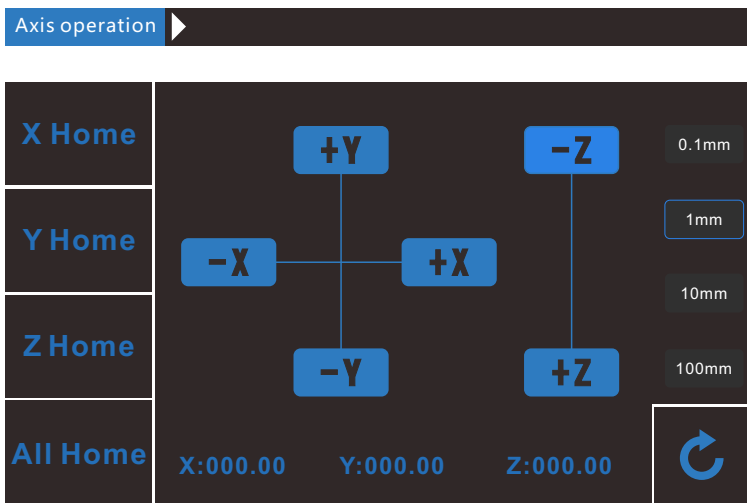 Axis operation
X Home
+Y
-Z
0.1mm
1mm
Y Home
-X
+X
10mm
Z Home
-Y
+Z
100mm
All Home
X:000.00
Y:000.00
Z:000.00